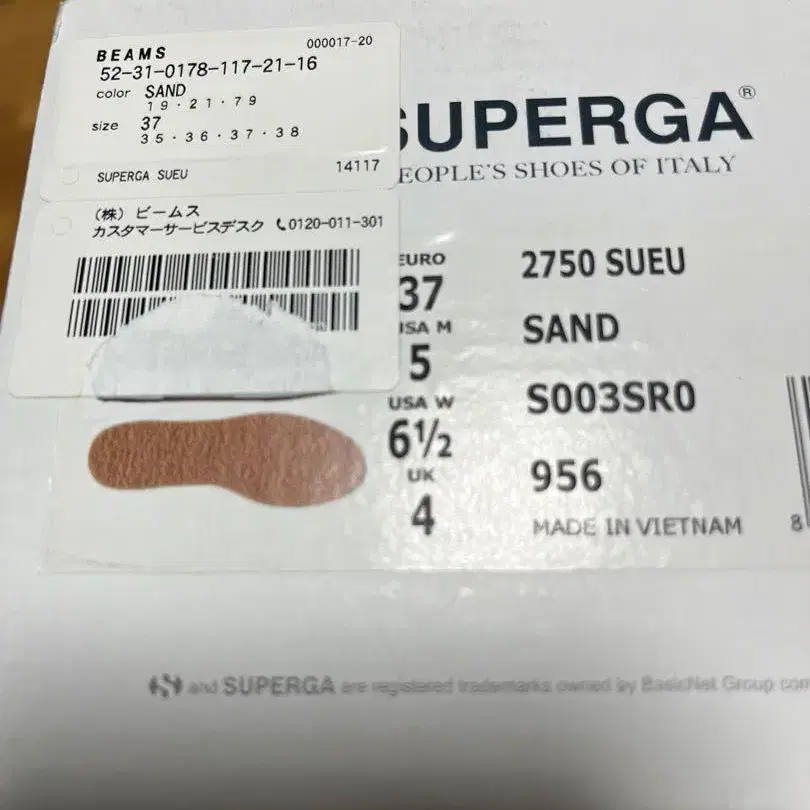 BEAMS
000017-20
52-31-0178-117-21-16
color SAND
19・21・79
size 37
35・36・37・38
SUPERGA SUEU
14117
(株) ビームス
カスタマーサービスデスク 0120-011-301
SUPERGA®
EOPLE'S SHOES OF ITALY
EURO
37
USA M
5
USA W
6½
UK
4
2750 SUEU
SAND
S003SR0
956
MADE IN VIETNAM
8
and SUPERGA are registered trademarks owned by BasicNet Group.com